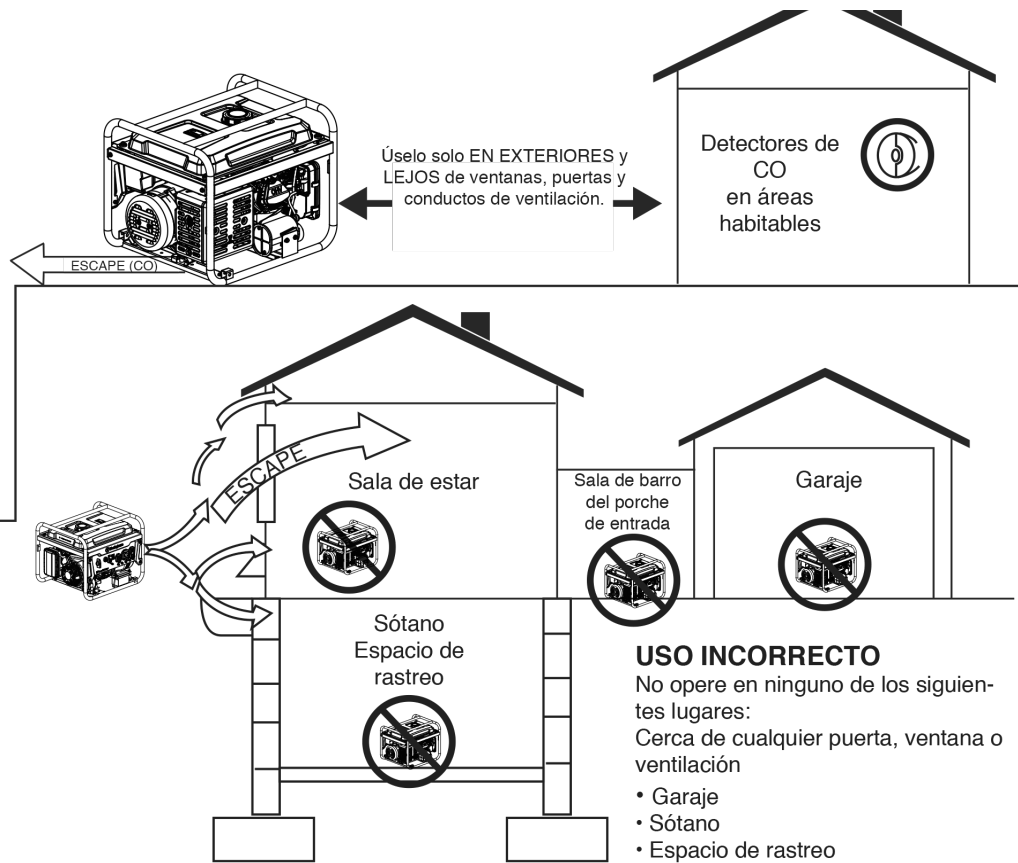 Úselo solo EN EXTERIORES y
LEJOS de ventanas, puertas y
conductos de ventilación.
Detectores de
CO
en áreas
habitables
ESCAPE (CO)
ESCAPE
Sala de estar
Sala de barro
del porche
de entrada
Garaje
Sótano
Espacio de
rastreo
USO INCORRECTO
No opere en ninguno de los siguien-
tes lugares:
Cerca de cualquier puerta, ventana o
ventilación
• Garaje
• Sótano
• Espacio de rastreo